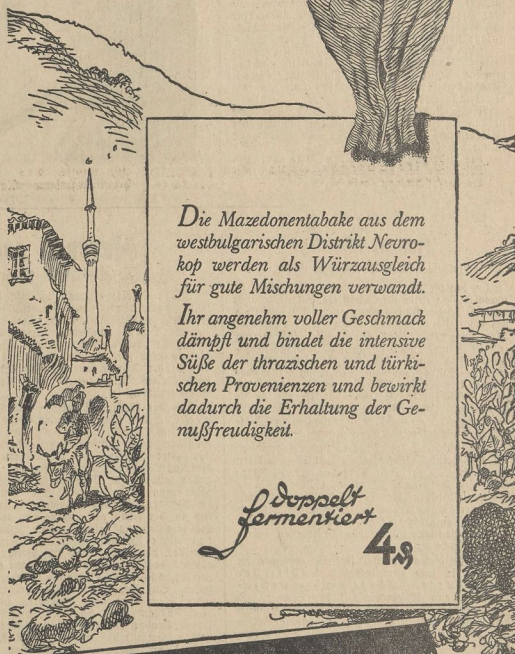 Die Mazedonentabake aus dem
westbulgarischen Distrikt Nevro-
kop werden als Würzausgleich
für gute Mischungen verwandt.
Ihr angenehm voller Geschmack
dämpft und bindet die intensive
Süße der thrazischen und türki-
schen Provenienzen und bewirkt
dadurch die Erhaltung der Ge-
nußfreudigkeit.
doppelt
fermentiert
4₰